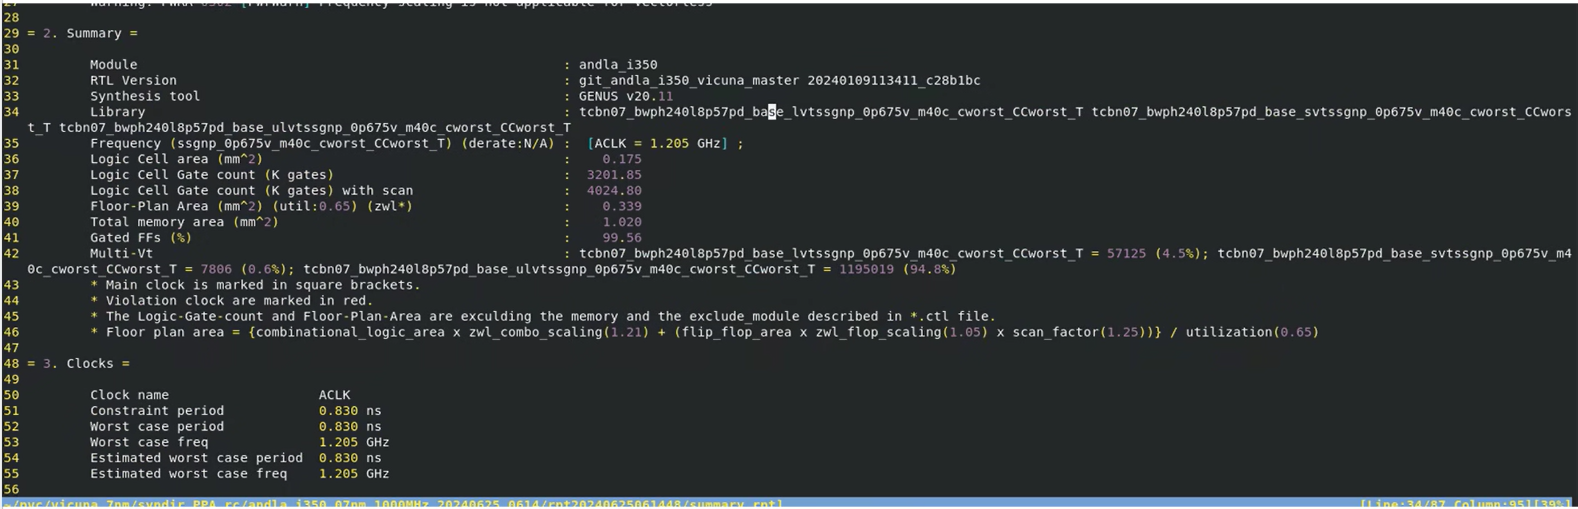 27 Warning: PWRA-0302 [PwrWarn] Frequency scaling is not applicable for vectorless
28
29 = 2. Summary =
30
31 Module : andla_i350
32 RTL Version : git_andla_i350_vicuna_master 20240109113411_c28b1bc
33 Synthesis tool : GENUS v20.11
34 Library : tcbn07_bwph240l8p57pd_base_lvtssgnp_0p675v_m40c_cworst_CCworst_T tcbn07_bwph240l8p57pd_base_svtssgnp_0p675v_m40c_cworst_CCwors
t_T tcbn07_bwph240l8p57pd_base_ulvtssgnp_0p675v_m40c_cworst_CCworst_T
35 Frequency (ssgnp_0p675v_m40c_cworst_CCworst_T) (derate:N/A) : [ACLK = 1.205 GHz] ;
36 Logic Cell area (mm^2) : 0.175
37 Logic Cell Gate count (K gates) : 3201.85
38 Logic Cell Gate count (K gates) with scan : 4024.80
39 Floor-Plan Area (mm^2) (util:0.65) (zwl*) : 0.339
40 Total memory area (mm^2) : 1.020
41 Gated FFs (%) : 99.56
42 Multi-Vt : tcbn07_bwph240l8p57pd_base_lvtssgnp_0p675v_m40c_cworst_CCworst_T = 57125 (4.5%); tcbn07_bwph240l8p57pd_base_svtssgnp_0p675v_m4
0c_cworst_CCworst_T = 7806 (0.6%); tcbn07_bwph240l8p57pd_base_ulvtssgnp_0p675v_m40c_cworst_CCworst_T = 1195019 (94.8%)
43 * Main clock is marked in square brackets.
44 * Violation clock are marked in red.
45 * The Logic-Gate-count and Floor-Plan-Area are exculding the memory and the exclude_module described in *.ctl file.
46 * Floor plan area = {combinational_logic_area x zwl_combo_scaling(1.21) + (flip_flop_area x zwl_flop_scaling(1.05) x scan_factor(1.25))} / utilization(0.65)
47
48 = 3. Clocks =
49
50 Clock name ACLK
51 Constraint period 0.830 ns
52 Worst case period 0.830 ns
53 Worst case freq 1.205 GHz
54 Estimated worst case period 0.830 ns
55 Estimated worst case freq 1.205 GHz
56
~/nvc/vicuna_7nm/syndir_PPA_rc/andla_i350_07nm_1000MHz_20240625_0614/rpt20240625061448/summary.rpt] [Line:34/87 Column:95][39%]